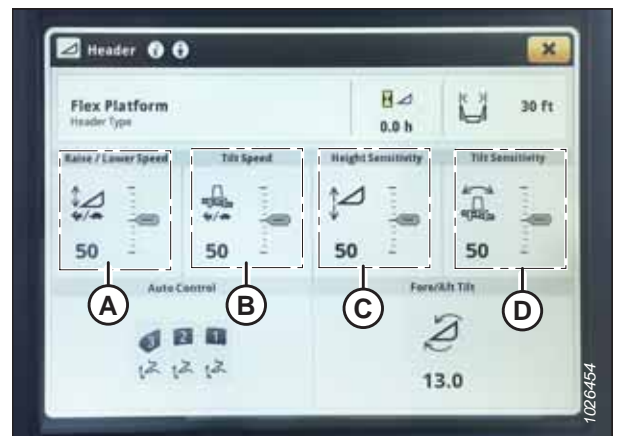 Header i
Flex Platform
Header Type
0.0 h
30 ft
Raise / Lower Speed
Tilt Speed
Height Sensitivity
Tilt Sensitivity
50
50
50
50
A
B
C
D
Auto Control
Fore/Aft Tilt
3 2 1
13.0
1026454